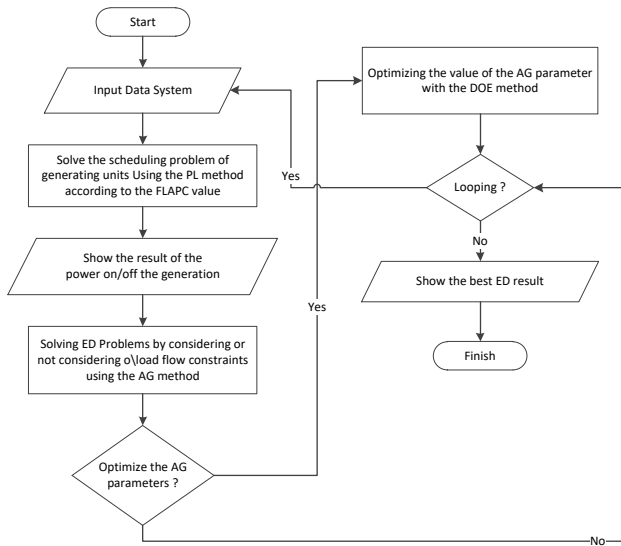 Start
Input Data System
Solve the scheduling problem of
generating units Using the PL method
according to the FLAPC value
Show the result of the
power on/off the generation
Solving ED Problems by considering or
not considering o\load flow constraints
using the AG method
Optimize the AG
parameters ?
Yes
No
Optimizing the value of the AG parameter
with the DOE method
Looping ?
Yes
No
Show the best ED result
Finish